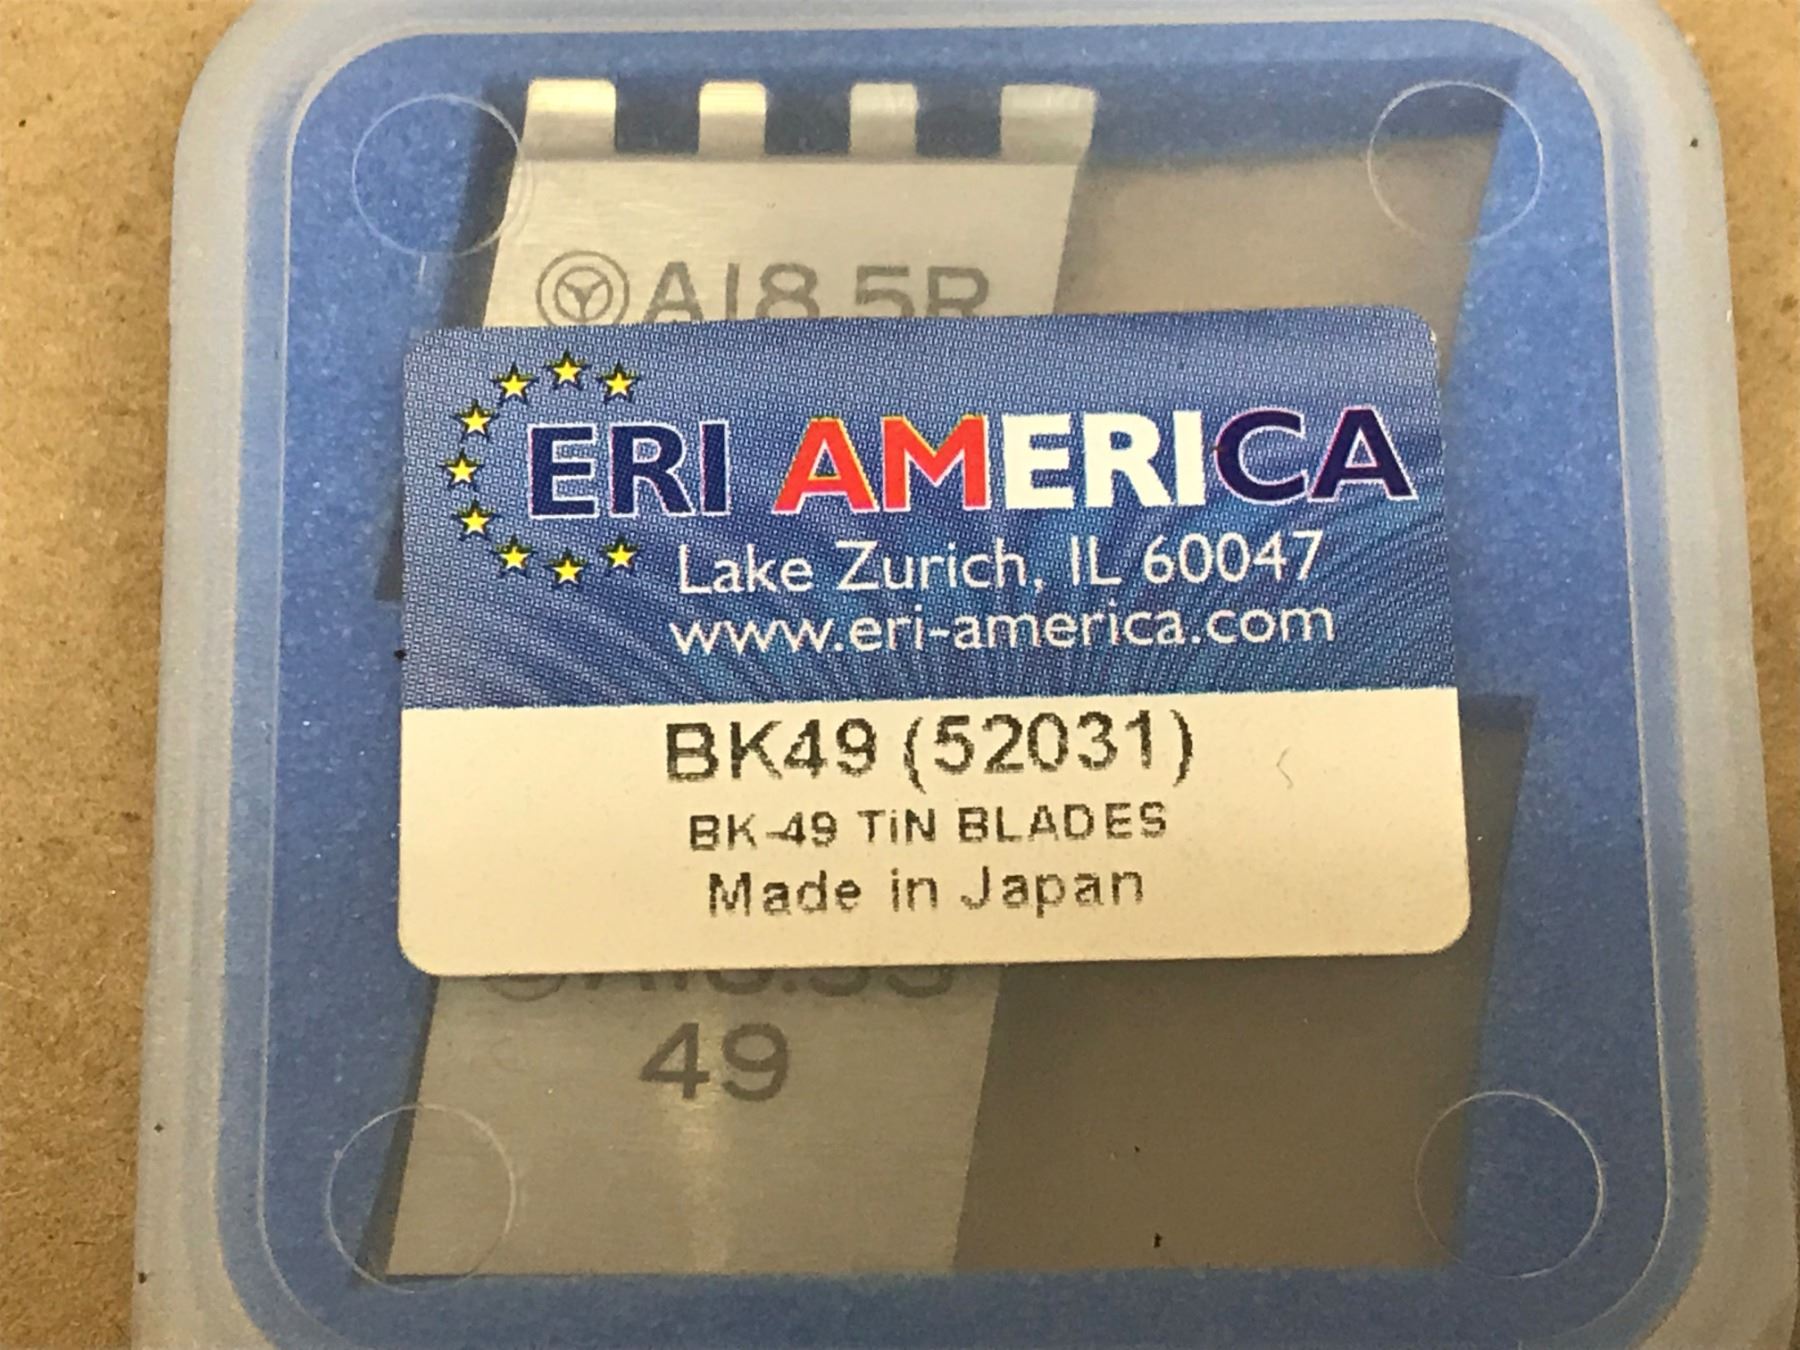 A18.5R
ERI AMERICA
Lake Zurich, IL 60047
www.eri-america.com
BK49 (52031)
BK-49 TiN BLADES
Made in Japan
49